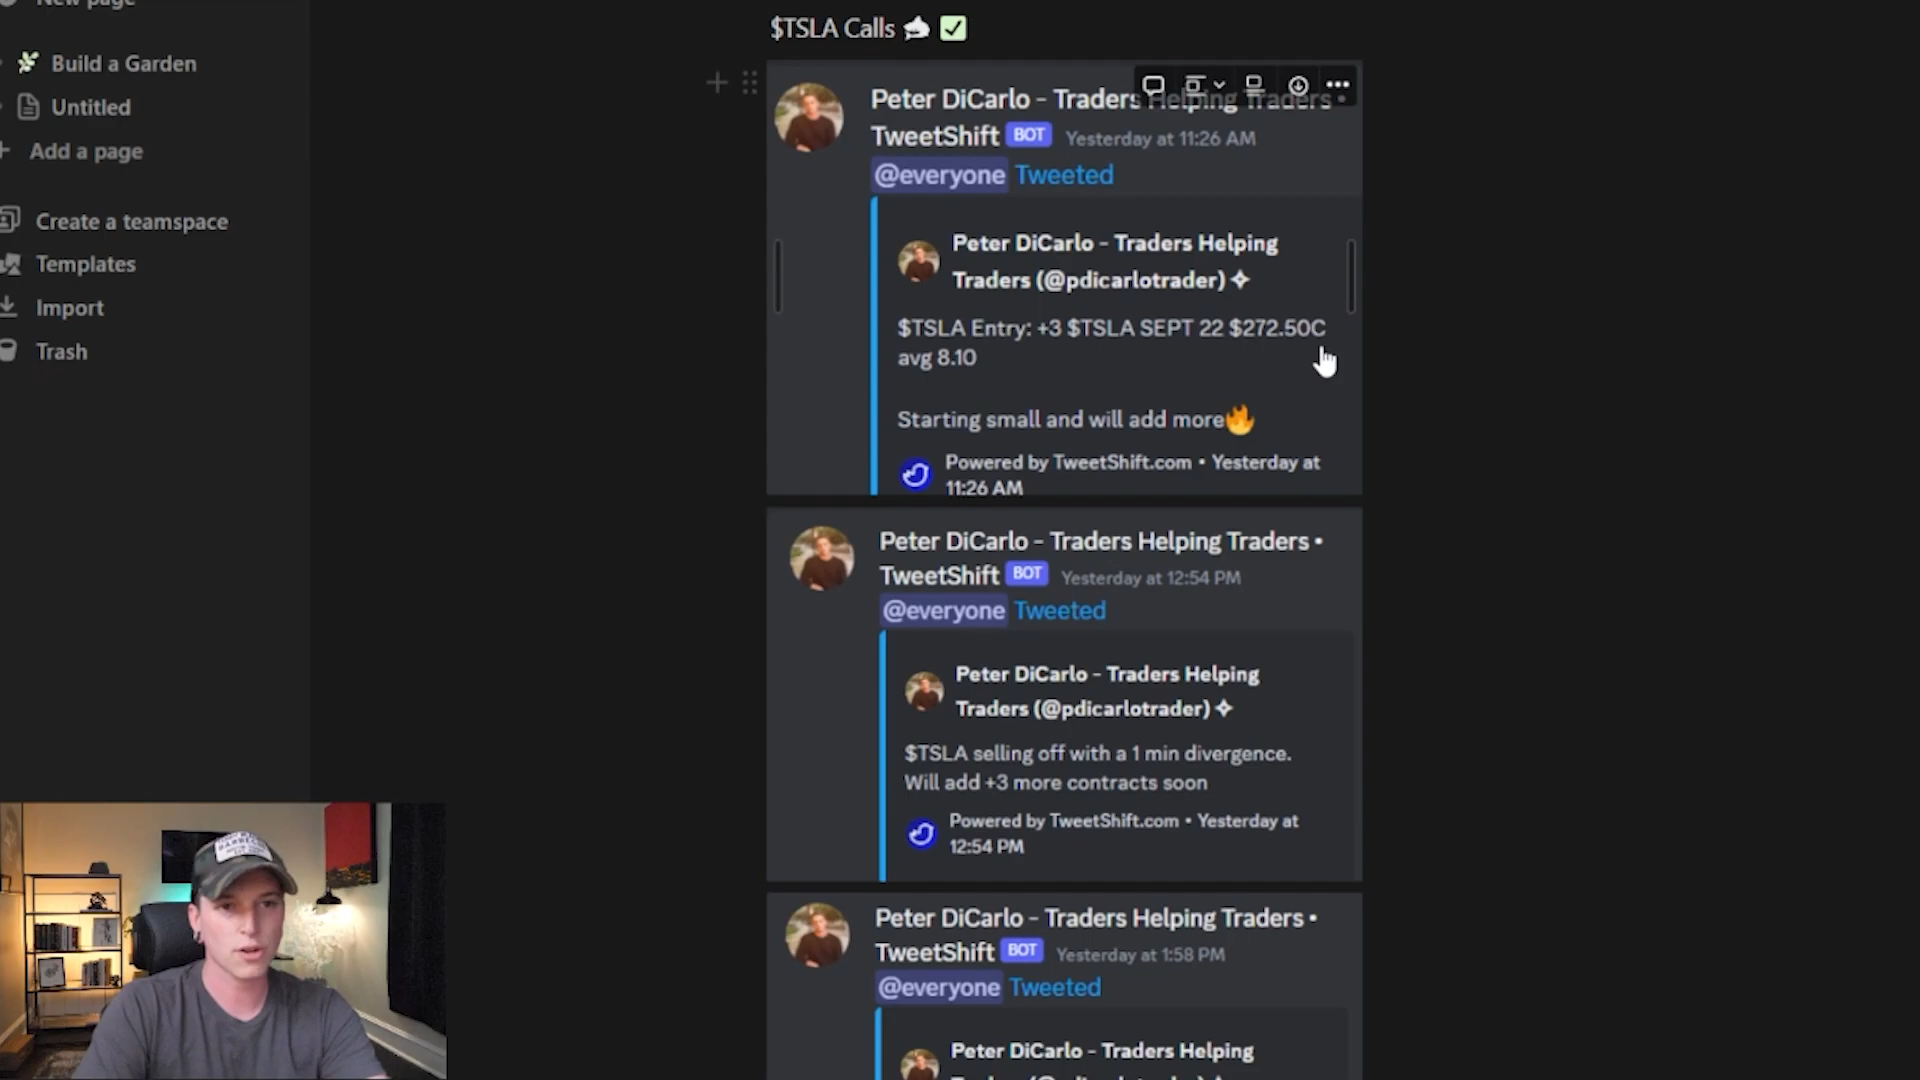 New page
Build a Garden
Untitled
Add a page
Create a teamspace
Templates
Import
Trash
$TSLA Calls
Peter DiCarlo - Traders Helping Traders •
TweetShift BOT Yesterday at 11:26 AM
@everyone Tweeted
Peter DiCarlo - Traders Helping
Traders (@pdicarlotrader)
$TSLA Entry: +3 $TSLA SEPT 22 $272.50C
avg 8.10
Starting small and will add more🔥
Powered by TweetShift.com • Yesterday at
11:26 AM
Peter DiCarlo - Traders Helping Traders •
TweetShift BOT Yesterday at 12:54 PM
@everyone Tweeted
Peter DiCarlo - Traders Helping
Traders (@pdicarlotrader)
$TSLA selling off with a 1 min divergence.
Will add +3 more contracts soon
Powered by TweetShift.com • Yesterday at
12:54 PM
Peter DiCarlo - Traders Helping Traders •
TweetShift BOT Yesterday at 1:58 PM
@everyone Tweeted
Peter DiCarlo - Traders Helping